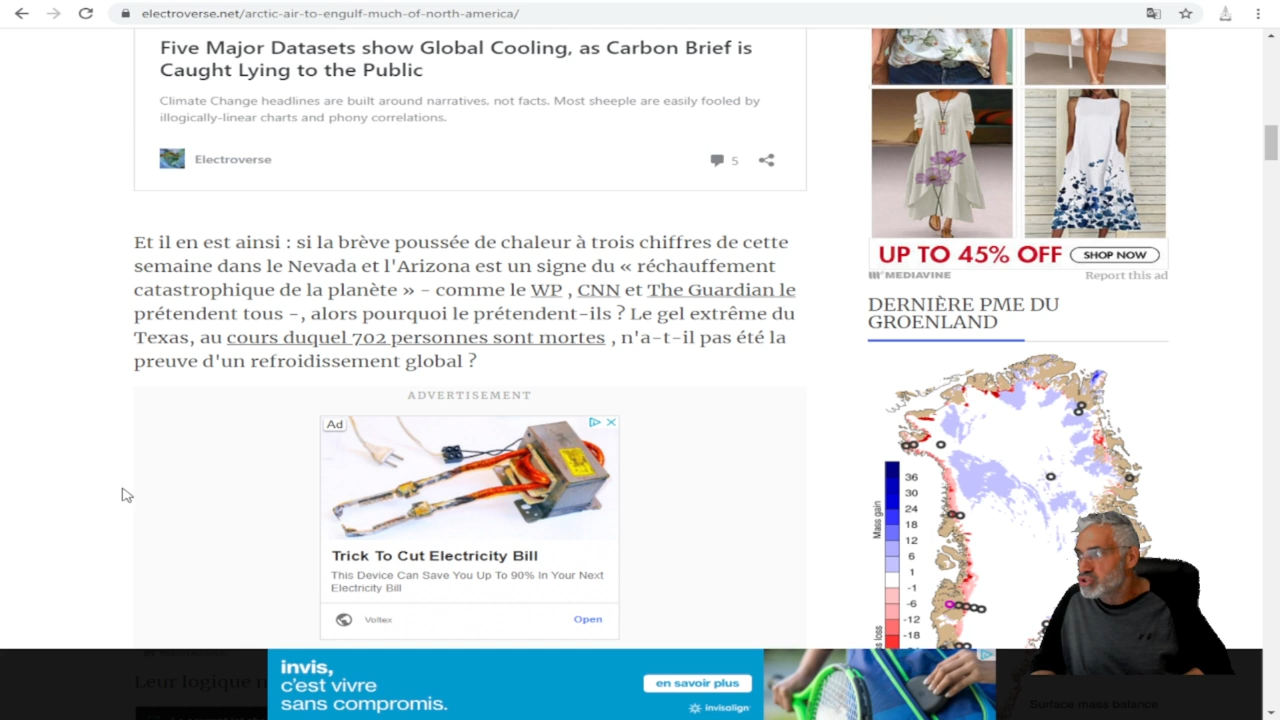 electroverse.net/arctic-air-to-engulf-much-of-north-america/
Five Major Datasets show Global Cooling, as Carbon Brief is
Caught Lying to the Public
Climate Change headlines are built around narratives, not facts. Most sheeple are easily fooled by
illogically-linear charts and phony correlations.
Electroverse
5
Et il en est ainsi : si la brève poussée de chaleur à trois chiffres de cette
semaine dans le Nevada et l'Arizona est un signe du « réchauffement
catastrophique de la planète » - comme le WP , CNN et The Guardian le
prétendent tous -, alors pourquoi le prétendent-ils ? Le gel extrême du
Texas, au cours duquel 702 personnes sont mortes , n'a-t-il pas été la
preuve d'un refroidissement global ?
ADVERTISEMENT
Ad
Trick To Cut Electricity Bill
This Device Can Save You Up To 90% In Your Next
Electricity Bill
Voltex
Open
Leur logique
UP TO 45% OFF
SHOP NOW
MEDIAVINE
Report this ad
DERNIÈRE PME DU
GROENLAND
Mass gain
36
30
24
18
12
6
1
-1
-6
-12
-18
loss
invis,
c'est vivre
sans compromis.
en savoir plus
invisalign
Surface mass balance